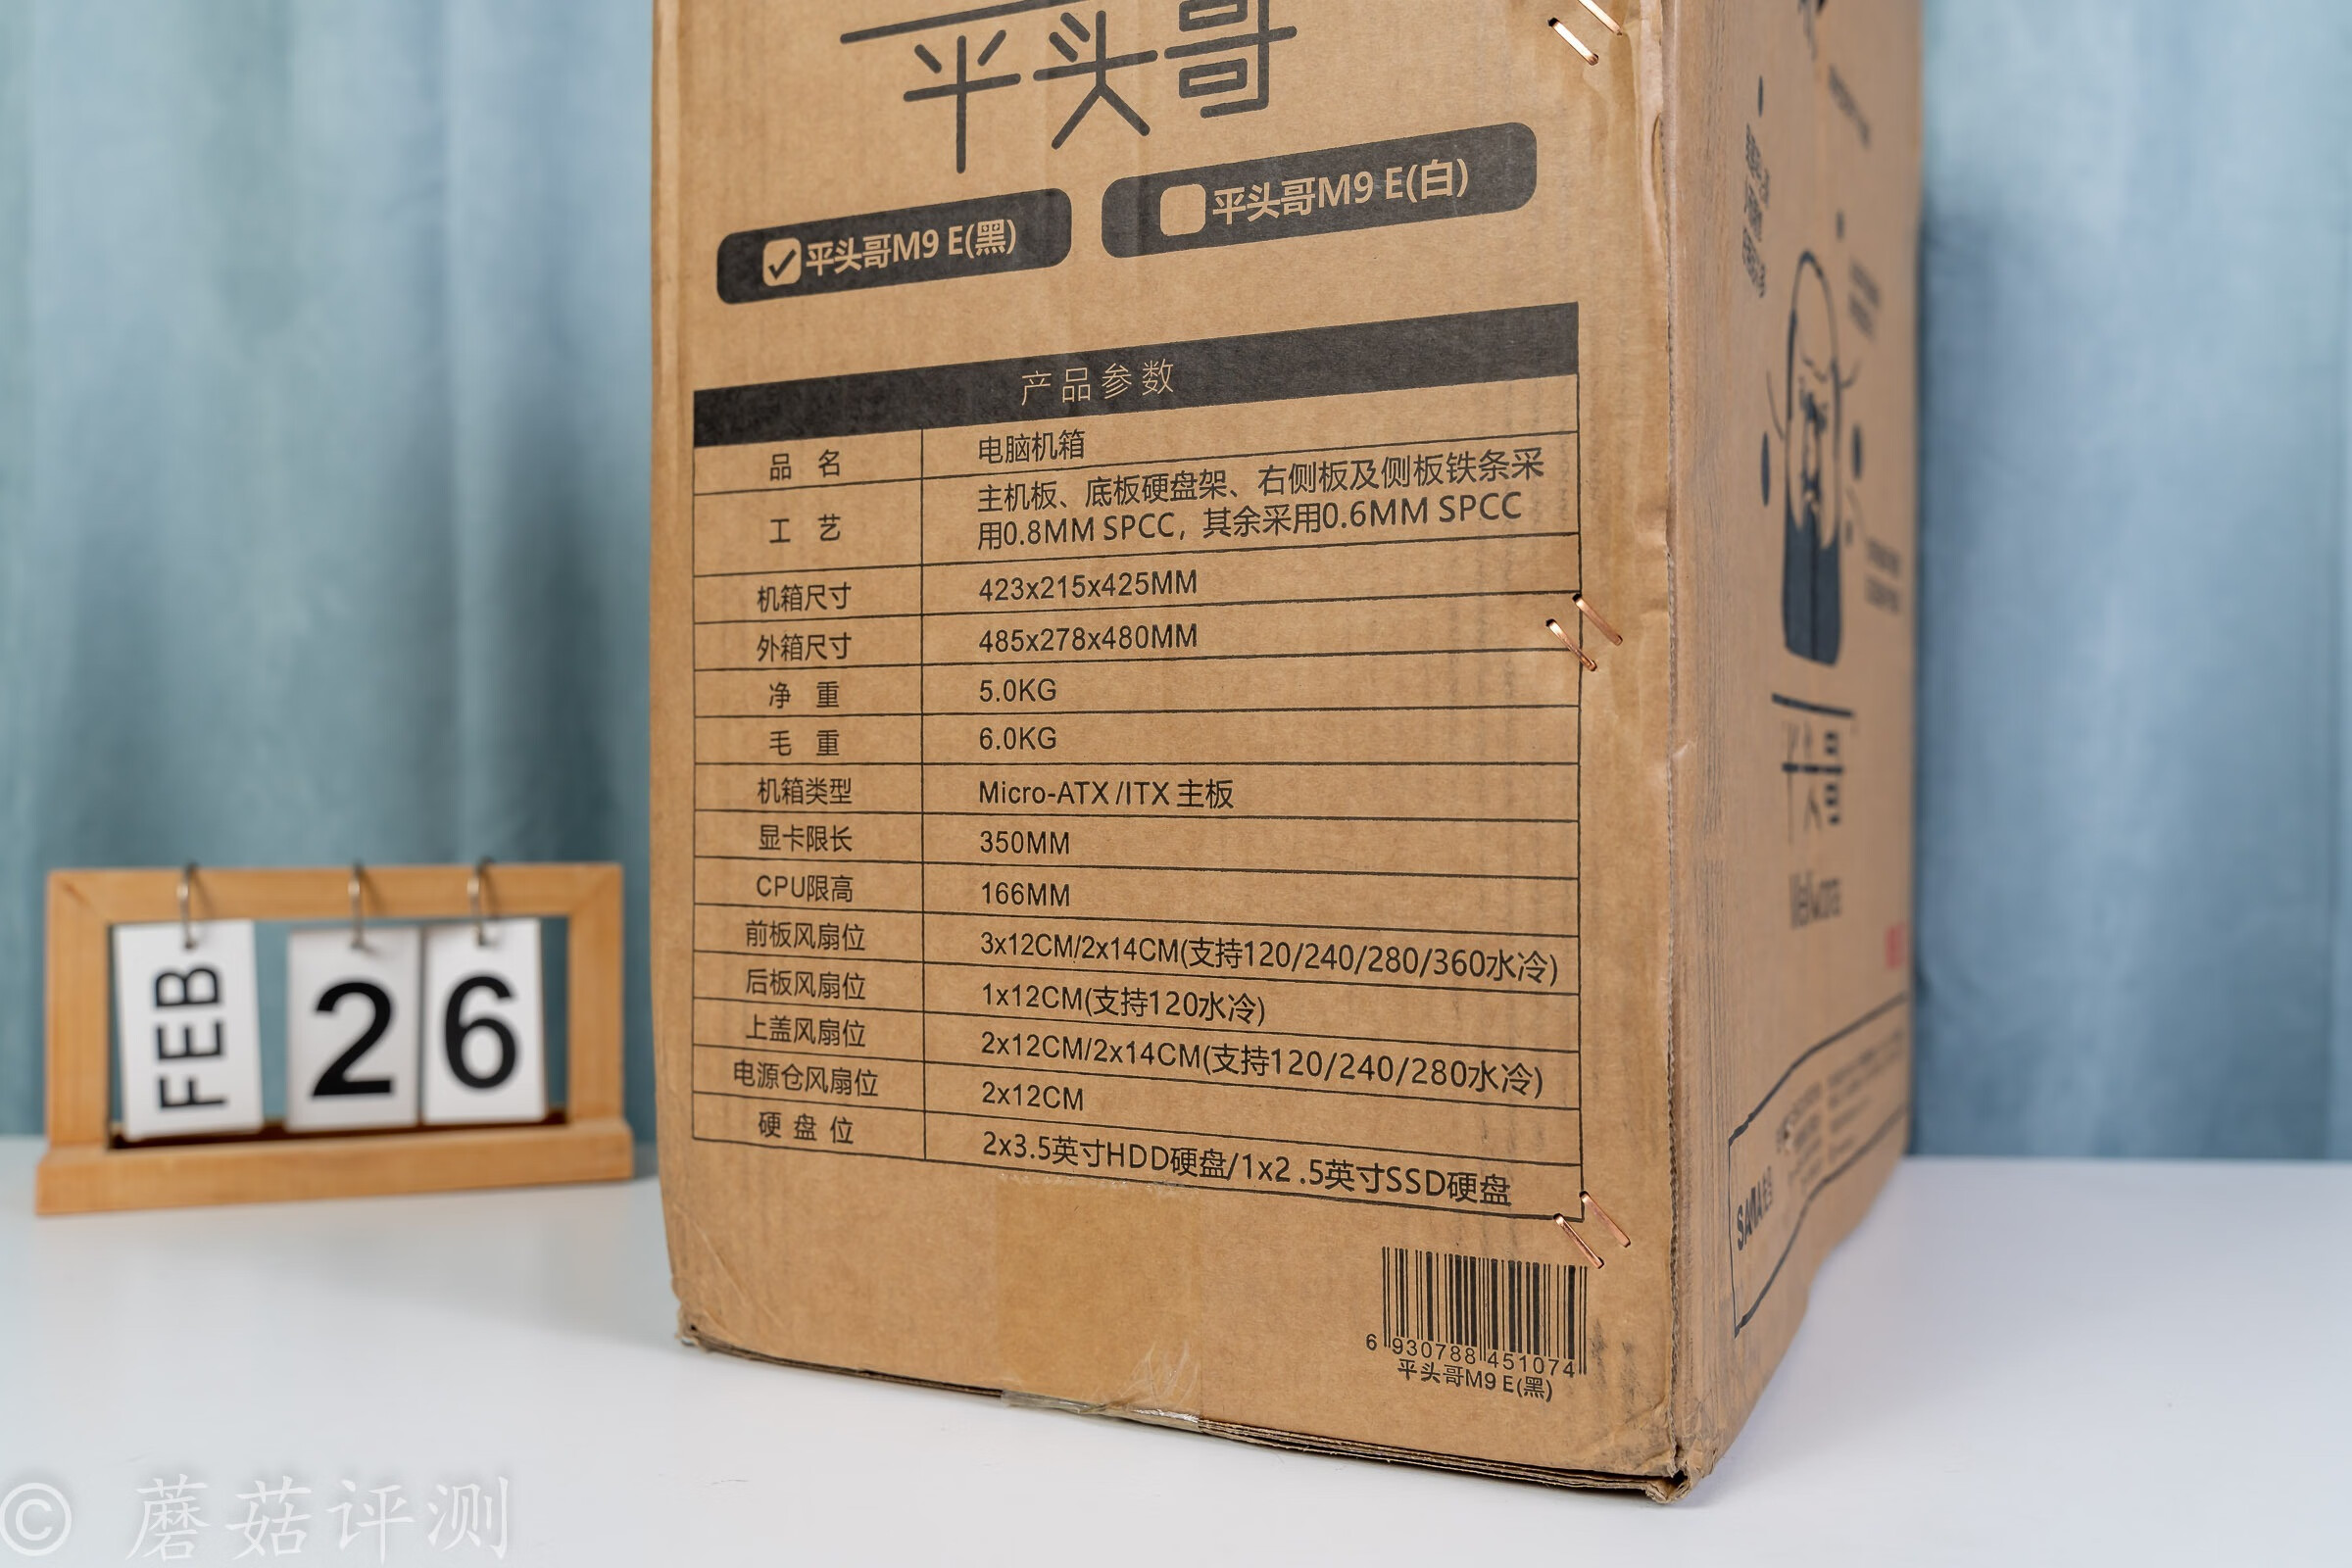 平头哥
平头哥M9 E(黑)
平头哥M9 E(白)
产品参数
品 名 电脑机箱
工 艺 主机板、底板硬盘架、右侧板及侧板铁条采
用0.8MM SPCC，其余采用0.6MM SPCC
机箱尺寸 423x215x425MM
外箱尺寸 485x278x480MM
净 重 5.0KG
毛 重 6.0KG
机箱类型 Micro-ATX /ITX 主板
显卡限长 350MM
CPU限高 166MM
前板风扇位 3x12CM/2x14CM(支持120/240/280/360水冷)
后板风扇位 1x12CM(支持120水冷)
上盖风扇位 2x12CM/2x14CM(支持120/240/280水冷)
电源仓风扇位 2x12CM
硬 盘 位 2x3.5英寸HDD硬盘/1x2 .5英寸SSD硬盘
6 930788 451074
平头哥M9 E(黑)
平头哥
FEB 26
© 蘑菇评测